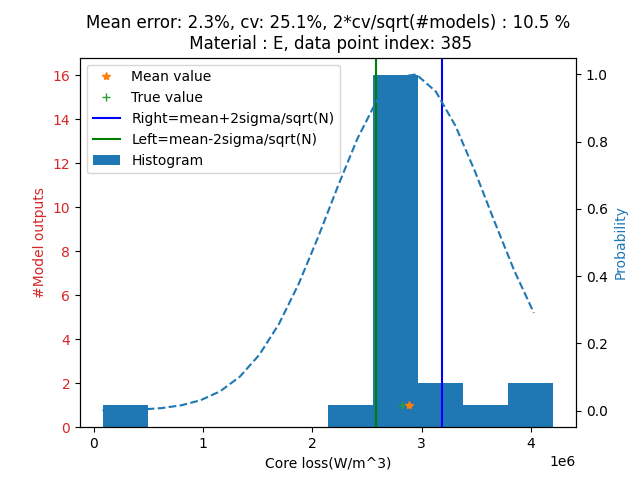 Mean error: 2.3%, cv: 25.1%, 2*cv/sqrt(#models) : 10.5 %
Material : E, data point index: 385
Mean value
True value
Right=mean+2sigma/sqrt(N)
Left=mean-2sigma/sqrt(N)
Histogram
#Model outputs
16
14
12
10
8
6
4
2
0
Probability
1.0
0.8
0.6
0.4
0.2
0.0
0 1 2 3 4
1e6
Core loss(W/m^3)